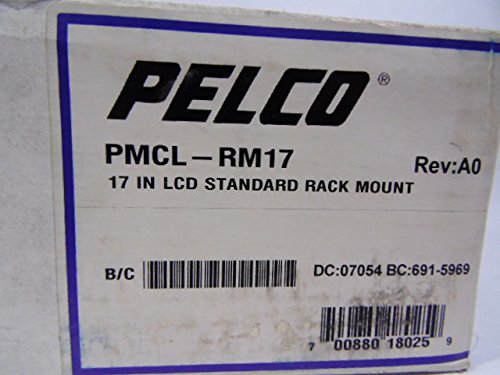 PELCO®
PMCL-RM17 Rev:A0
17 IN LCD STANDARD RACK MOUNT
B/C DC:07054 BC:691-5969
7 00880 18025 9